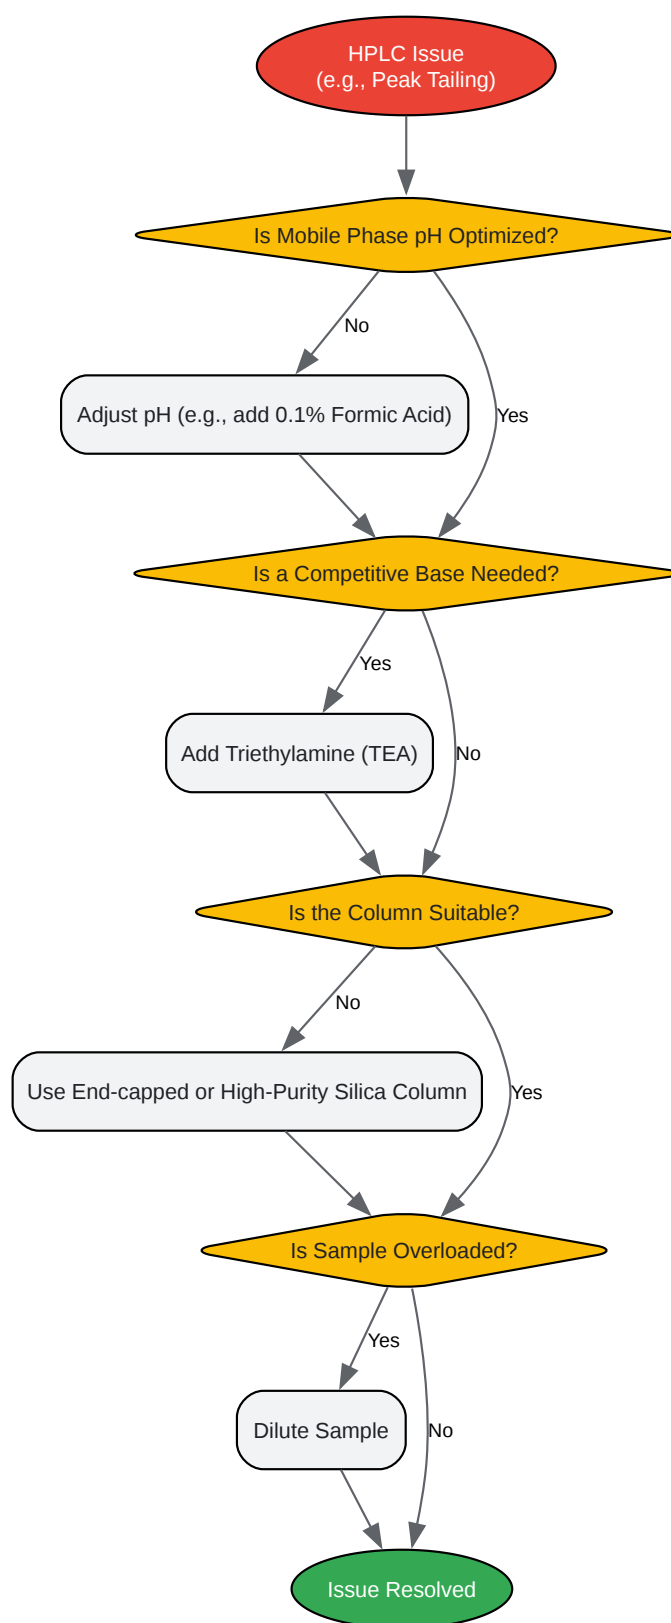 HPLC Issue
(e.g., Peak Tailing)
Is Mobile Phase pH Optimized?
No
Adjust pH (e.g., add 0.1% Formic Acid)
Yes
Is a Competitive Base Needed?
Yes
Add Triethylamine (TEA)
No
Is the Column Suitable?
No
Use End-capped or High-Purity Silica Column
Yes
Is Sample Overloaded?
Yes
Dilute Sample
No
Issue Resolved